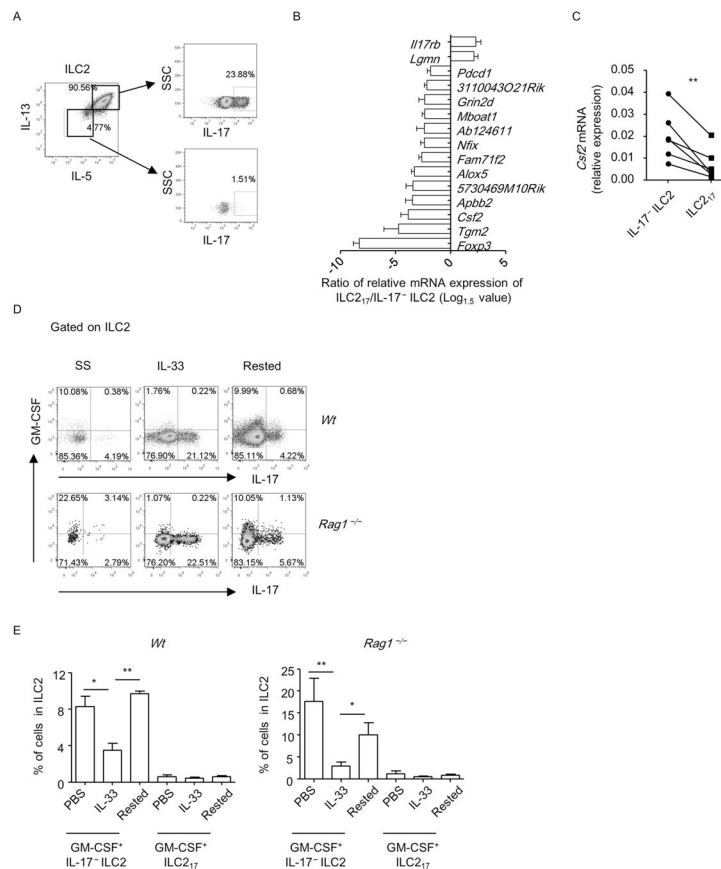 A
ILC2
90.56%
4.77%
IL-13
IL-5
SSC
23.88%
IL-17
SSC
1.51%
IL-17
B
Il17rb
Lgmn
Pdcd1
3110043O21Rik
Grin2d
Mboat1
Ab124611
Nfix
Fam71f2
Alox5
5730469M10Rik
Apbb2
Csf2
Tgm2
Foxp3
-10 -5 0 5
Ratio of relative mRNA expression of
ILC2₁₇/IL-17⁻ ILC2 (Log₁.₅ value)
C
**
0.05
0.04
0.03
0.02
0.01
0.00
Csf2 mRNA
(relative expression)
IL-17⁻ ILC2
ILC2₁₇
D
Gated on ILC2
SS IL-33 Rested
GM-CSF
10.08% 0.38% 1.76% 0.22% 9.99% 0.68%
Wt
85.36% 4.19% 76.90% 21.12% 85.11% 4.22%
IL-17
22.65% 3.14% 1.07% 0.22% 10.05% 1.13%
Rag1⁻/⁻
71.43% 2.79% 76.20% 22.51% 83.15% 5.67%
IL-17
E
Wt
% of cells in ILC2
12
8
4
0
* **
PBS IL-33 Rested PBS IL-33 Rested
GM-CSF⁺
IL-17⁻ ILC2
GM-CSF⁺
ILC2₁₇
Rag1⁻/⁻
% of cells in ILC2
25
20
15
10
5
0
** *
PBS IL-33 Rested PBS IL-33 Rested
GM-CSF⁺
IL-17⁻ ILC2
GM-CSF⁺
ILC2₁₇